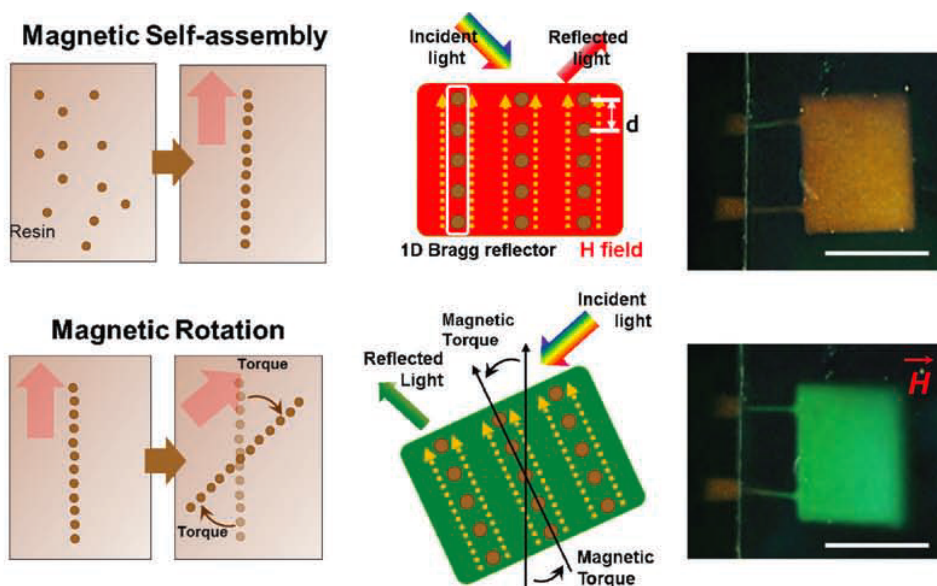 Magnetic Self-assembly
Resin
Incident
light
Reflected
light
d
1D Bragg reflector
H field
Magnetic Rotation
Torque
Torque
Magnetic
Torque
Incident
light
Reflected
Light
Magnetic
Torque
H